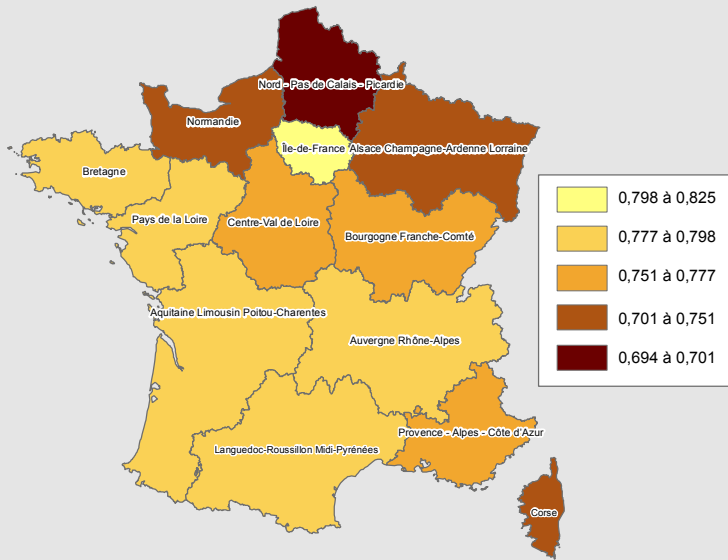 Nord - Pas de Calais - Picardie
Normandie
Île-de-France
Alsace Champagne-Ardenne Lorraine
Bretagne
Pays de la Loire
Centre-Val de Loire
Bourgogne Franche-Comté
Aquitaine Limousin Poitou-Charentes
Auvergne Rhône-Alpes
Languedoc-Roussillon Midi-Pyrénées
Provence - Alpes - Côte d'Azur
Corse
0,798 à 0,825
0,777 à 0,798
0,751 à 0,777
0,701 à 0,751
0,694 à 0,701